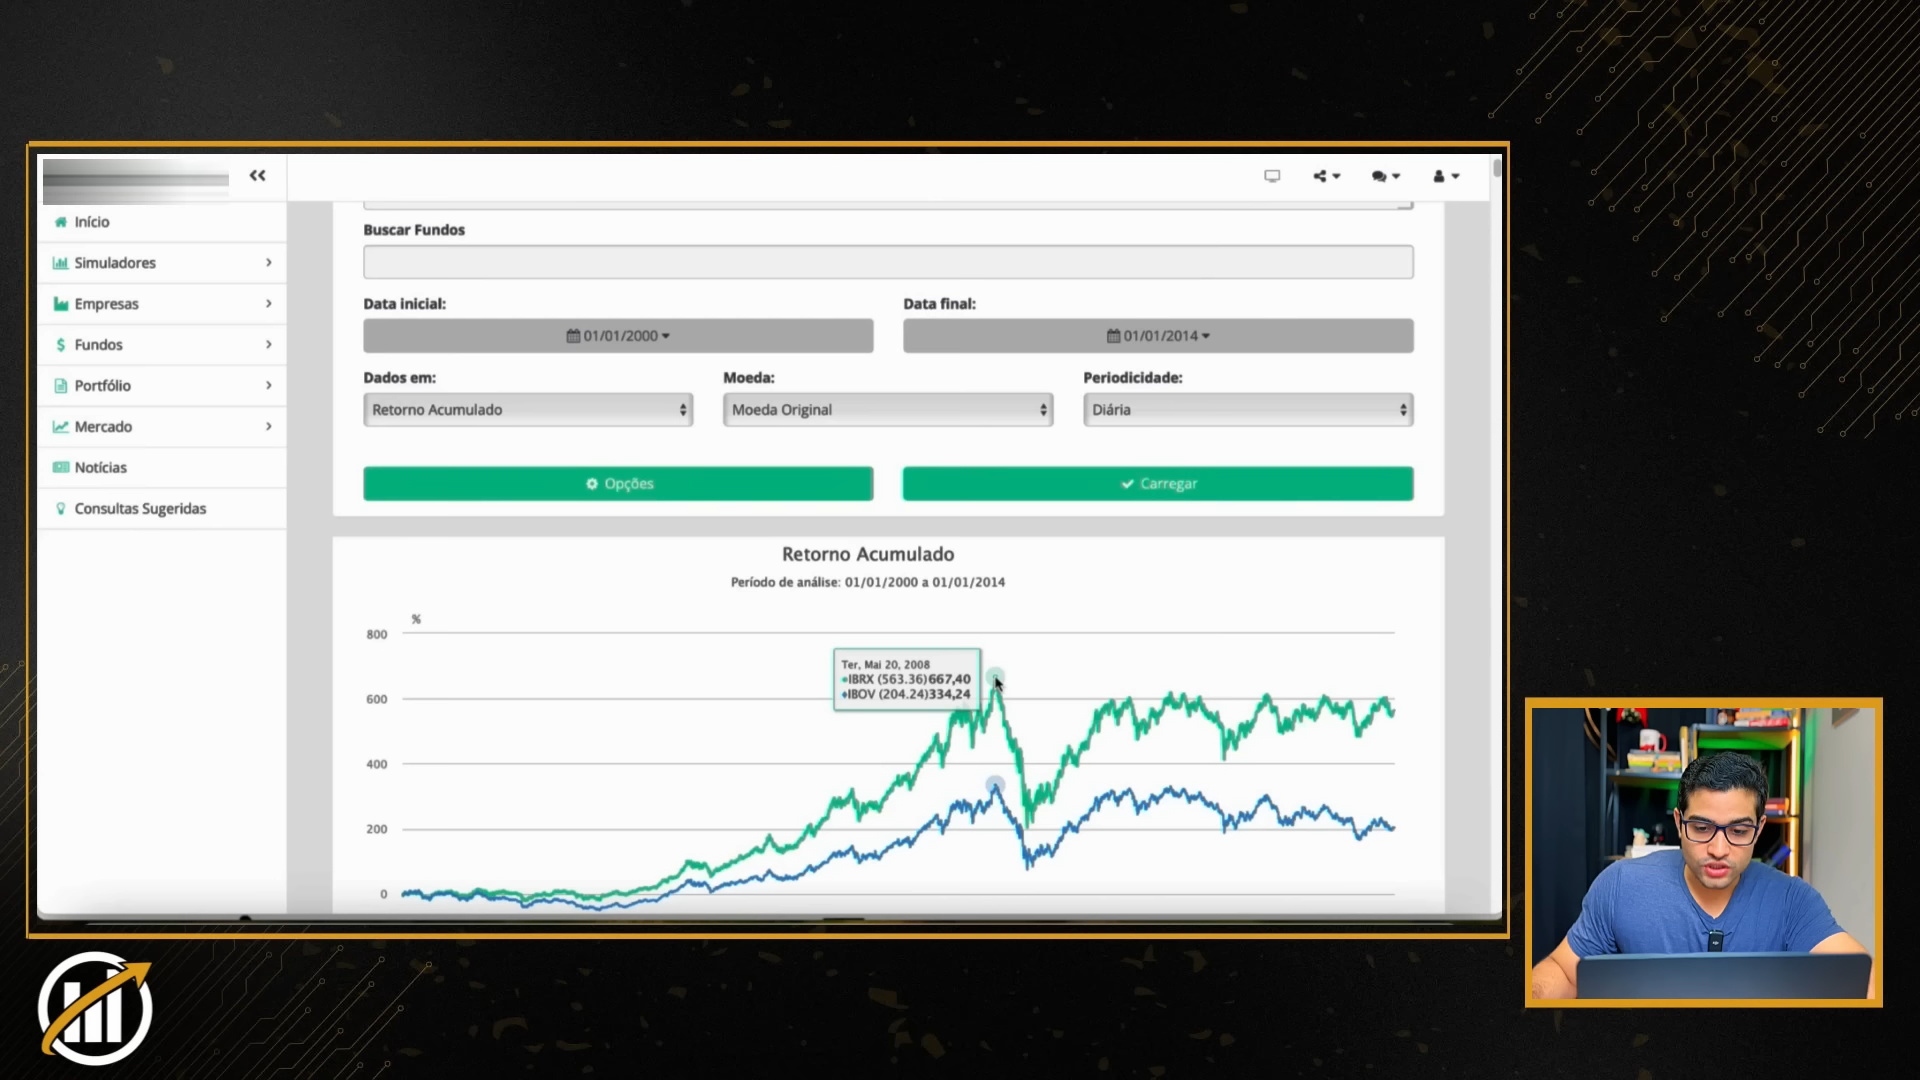 Início
Simuladores
Empresas
Fundos
Portfólio
Mercado
Notícias
Consultas Sugeridas
Buscar Fundos
Data inicial:
Data final:
01/01/2000
01/01/2014
Dados em:
Moeda:
Periodicidade:
Retorno Acumulado
Moeda Original
Diária
Opções
Carregar
Retorno Acumulado
Período de análise: 01/01/2000 a 01/01/2014
%
800
600
400
200
0
Ter, Mai 20, 2008
IBRX (563.36)667,40
IBOV (204.24)334,24